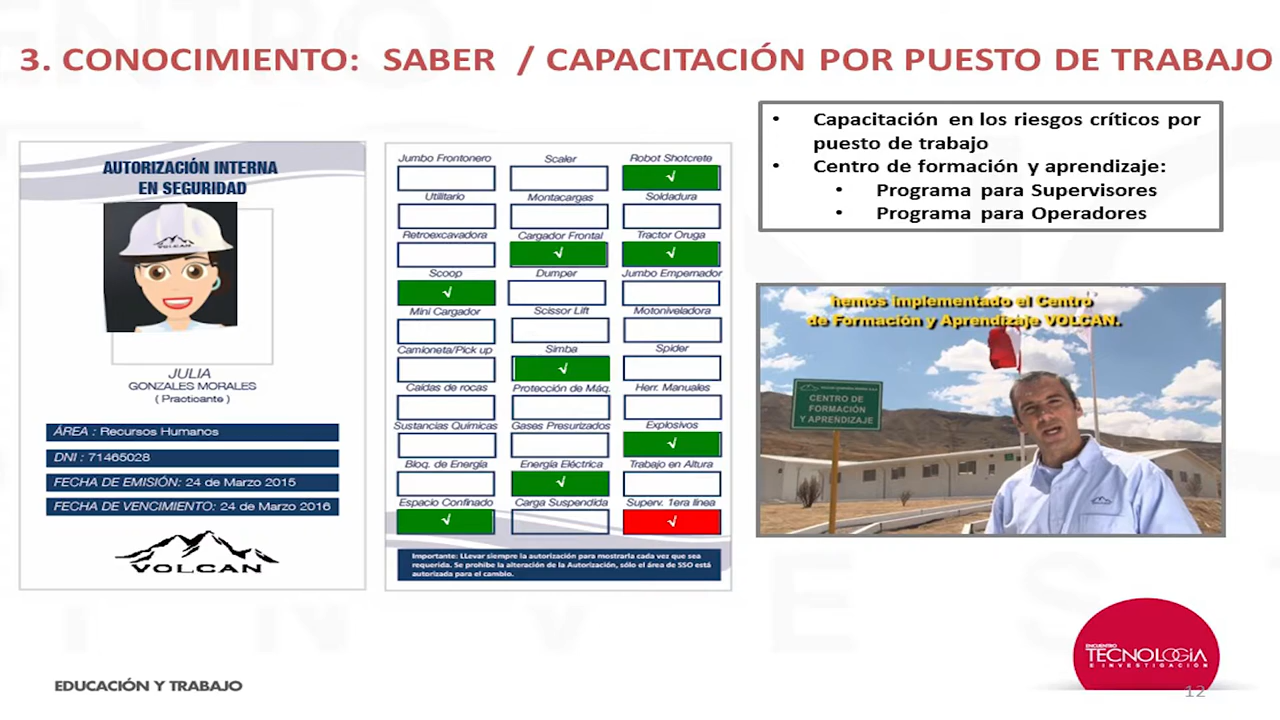 3. CONOCIMIENTO: SABER / CAPACITACIÓN POR PUESTO DE TRABAJO
AUTORIZACIÓN INTERNA
EN SEGURIDAD
VOLCAN
JULIA
GONZALES MORALES
( Practicante )
ÁREA : Recursos Humanos
DNI : 71465028
FECHA DE EMISIÓN: 24 de Marzo 2015
FECHA DE VENCIMIENTO: 24 de Marzo 2016
VOLCAN
Jumbo Frontonero Scaler Robot Shotcrete
√
Utilitario Montacargas Soldadura
Retroexcavadora Cargador Frontal Tractor Oruga
√ √
Scoop Dumper Jumbo Empernador
√
Mini Cargador Scissor Lift Motoniveladora
Camioneta/Pick up Simba Spider
√
Caídas de rocas Protección de Máq. Herr. Manuales
Sustancias Químicas Gases Presurizados Explosivos
√
Bloq. de Energía Energía Eléctrica Trabajo en Altura
√
Espacio Confinado Carga Suspendida Superv. 1era línea
√ √
Importante: LLevar siempre la autorización para mostrarla cada vez que sea
requerida. Se prohibe la alteración de la Autorización, sólo el área de SSO está
autorizada para el cambio.
• Capacitación en los riesgos críticos por
puesto de trabajo
• Centro de formación y aprendizaje:
• Programa para Supervisores
• Programa para Operadores
hemos implementado el Centro
de Formación y Aprendizaje VOLCAN.
CENTRO DE
FORMACIÓN
Y APRENDIZAJE
EDUCACIÓN Y TRABAJO
ENCUENTRO
TECNOLOGÍA
E INVESTIGACIÓN
12